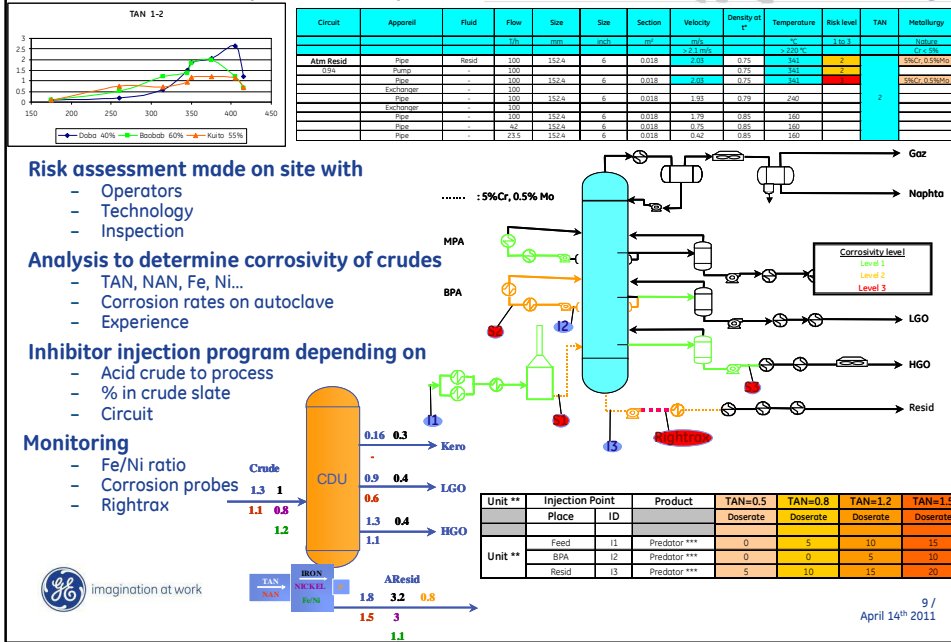 TAN 1-2
3
2.5
2
1.5
1
0.5
0
150 200 250 300 350 400 450
Doba 40% Baobab 60% Kuito 55%
Circuit Appareil Fluid Flow Size Size Section Velocity Density at t° Temperature Risk level TAN Metallurgy
T/h mm inch m² m/s °C 1 to 3 Nature
> 2.1 m/s > 220 °C Cr < 5%
Atm Resid Pipe Resid 100 152.4 6 0.018 2.03 0.75 341 2 5%Cr, 0.5%Mo
0.94 Pump - 100 0.75 341 2
Pipe - 100 152.4 6 0.018 2.03 0.75 341 5%Cr, 0.5%Mo
Exchanger - 100 2
Pipe - 100 152.4 6 0.018 1.93 0.79 240
Exchanger - 100
Pipe - 100 152.4 6 0.018 1.79 0.85 160
Pipe - 42 152.4 6 0.018 0.75 0.85 160
Pipe - 23.5 152.4 6 0.018 0.42 0.85 160
Risk assessment made on site with
– Operators
– Technology
– Inspection
Analysis to determine corrosivity of crudes
– TAN, NAN, Fe, Ni...
– Corrosion rates on autoclave
– Experience
Inhibitor injection program depending on
– Acid crude to process
– % in crude slate
– Circuit
Monitoring
– Fe/Ni ratio
– Corrosion probes
– Rightrax
: 5%Cr, 0.5% Mo
Gaz
Naphta
MPA
BPA
Corrosivity level
Level 1
Level 2
Level 3
S2
I2
LGO
HGO
S3
I1
S1
I3
Rightrax
Resid
Crude
1.3 1
1.1 0.8
1.2
CDU
0.16 0.3
-
Kero
0.9 0.4
0.6
LGO
1.3 0.4
1.1
HGO
TAN
NAN
IRON
NICKEL
Fe/Ni
AResid
1.8 3.2 0.8
1.5 3
1.1
Unit ** Injection Point Product TAN=0.5 TAN=0.8 TAN=1.2 TAN=1.5
Place ID Doserate Doserate Doserate Doserate
Unit **
Feed I1 Predator *** 0 5 10 15
BPA I2 Predator *** 0 0 5 10
Resid I3 Predator *** 5 10 15 20
GE imagination at work
9 /
April 14th 2011